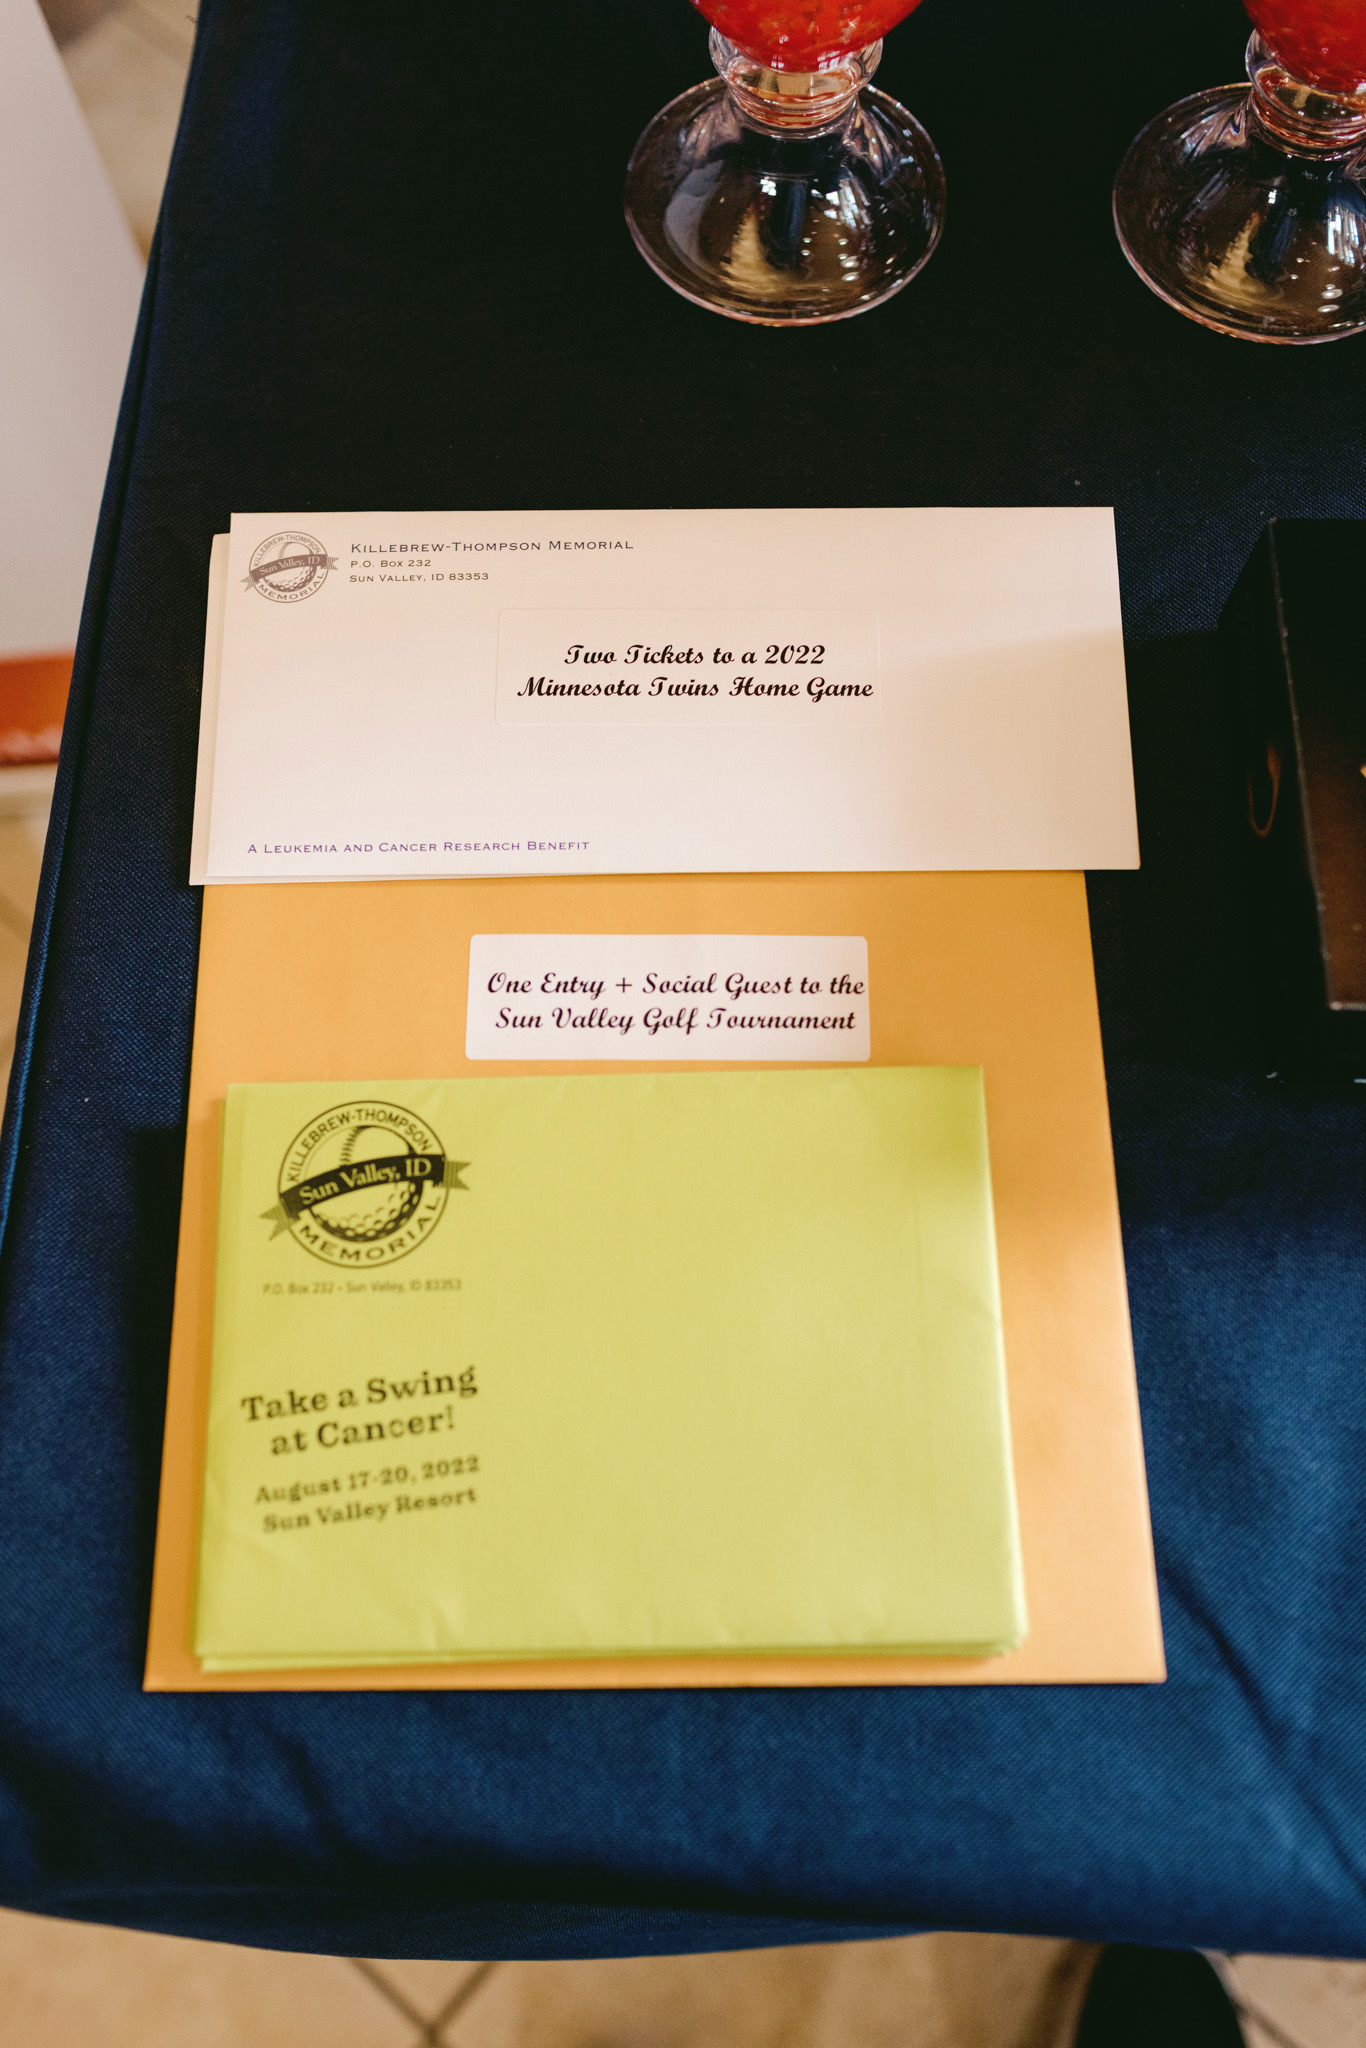 KILLEBREW-THOMPSON
Sun Valley, ID
MEMORIAL
KILLEBREW-THOMPSON MEMORIAL
P.O. BOX 232
SUN VALLEY, ID 83353
Two Tickets to a 2022
Minnesota Twins Home Game
A LEUKEMIA AND CANCER RESEARCH BENEFIT
One Entry + Social Guest to the
Sun Valley Golf Tournament
KILLEBREW-THOMPSON
Sun Valley, ID
MEMORIAL
P.O. Box 232 • Sun Valley, ID 83353
Take a Swing
at Cancer!
August 17-20, 2022
Sun Valley Resort